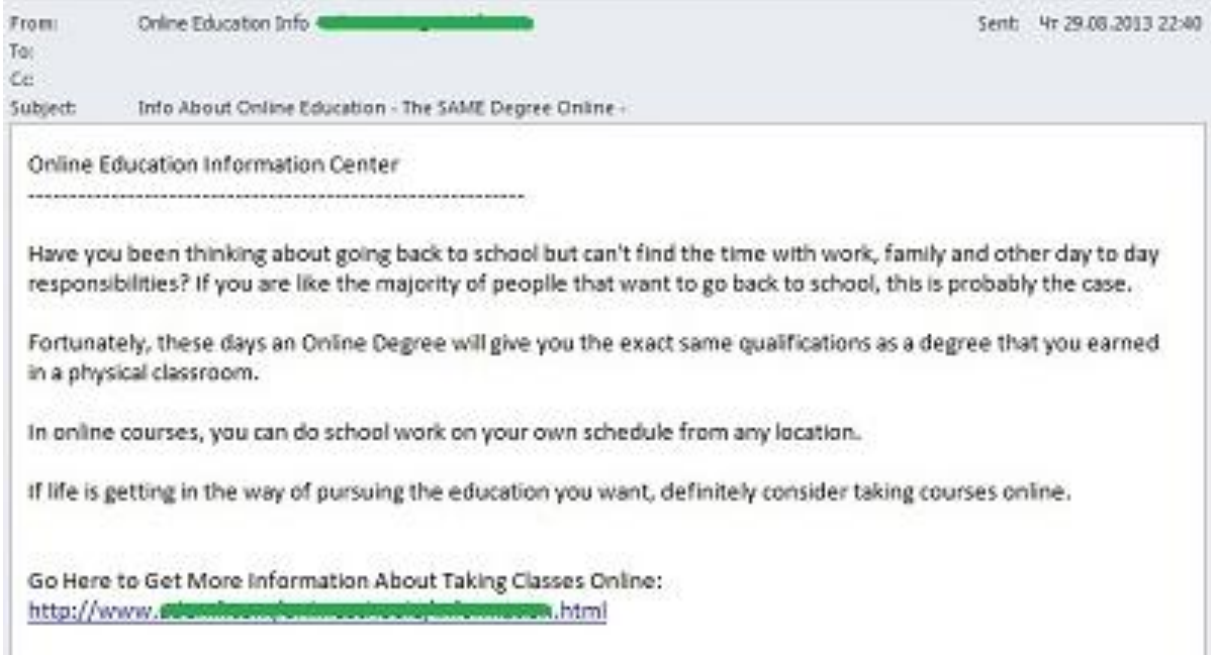 From: Online Education Info
Sent: Чт 29.08.2013 22:40
To:
Cc:
Subject: Info About Online Education - The SAME Degree Online -
Online Education Information Center
--------------------------------------------------------------
Have you been thinking about going back to school but can't find the time with work, family and other day to day
responsibilities? If you are like the majority of peoplle that want to go back to school, this is probably the case.
Fortunately, these days an Online Degree will give you the exact same qualifications as a degree that you earned
in a physical classroom.
In online courses, you can do school work on your own schedule from any location.
If life is getting in the way of pursuing the education you want, definitely consider taking courses online.
Go Here to Get More Information About Taking Classes Online:
http://www. .html